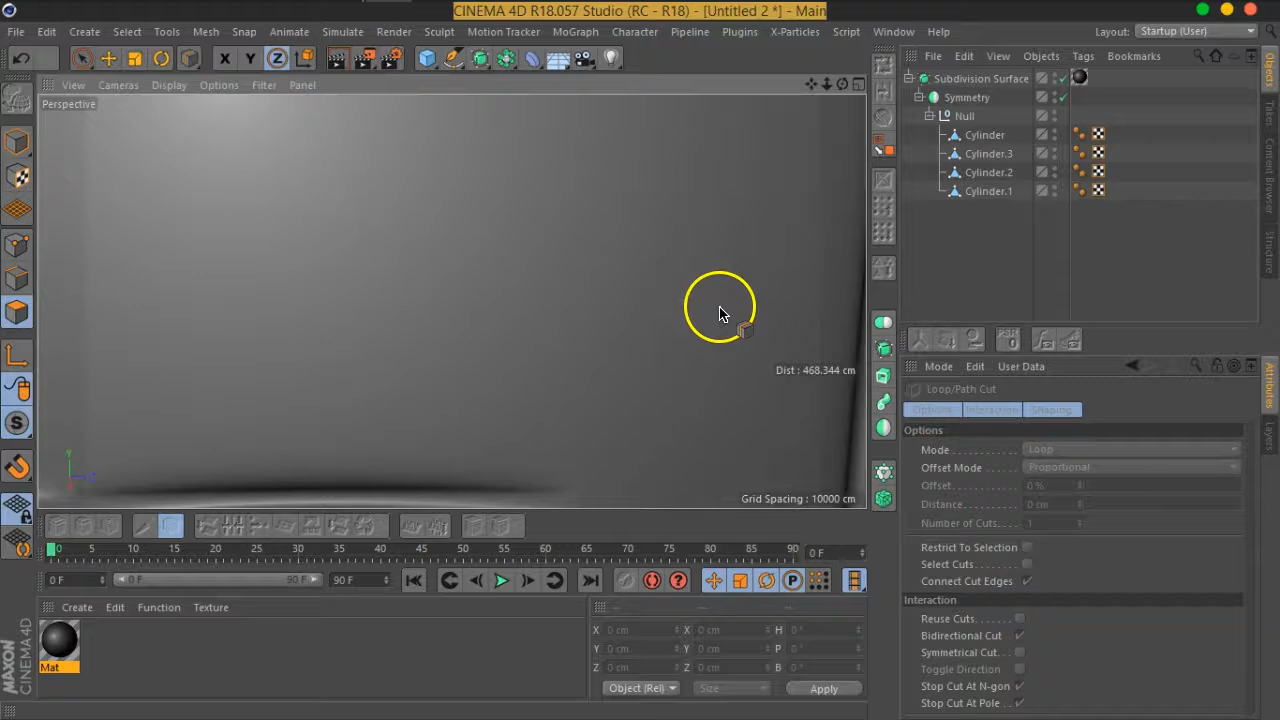 CINEMA 4D R18.057 Studio (RC - R18) - [Untitled 2 *] - Main
File Edit Create Select Tools Mesh Snap Animate Simulate Render Sculpt Motion Tracker MoGraph Character Pipeline Plugins X-Particles Script Window Help Layout: Startup (User)
X Y Z
File Edit View Objects Tags Bookmarks
View Cameras Display Options Filter Panel
Perspective
Subdivision Surface
Symmetry
Null
Cylinder
Cylinder.3
Cylinder.2
Cylinder.1
Objects
Takes
Content Browser
Structure
S
Dist : 468.344 cm
Y
Grid Spacing : 10000 cm
PSR
Mode Edit User Data
Loop/Path Cut
Options Interaction Shaping
Options
Mode Loop
Offset Mode Proportional
Offset 0 %
Distance 0 cm
Number of Cuts 1
Restrict To Selection
Select Cuts
Connect Cut Edges
Interaction
Reuse Cuts
Bidirectional Cut
Symmetrical Cut
Toggle Direction
Stop Cut At N-gon
Stop Cut At Pole
Attributes
Layers
0 5 10 15 20 25 30 35 40 45 50 55 60 65 70 75 80 85 90 0 F
0 F 0 F 90 F 90 F
P
Create Edit Function Texture
Mat
X 0 cm X 0 cm H 0 °
Y 0 cm Y 0 cm P 0 °
Z 0 cm Z 0 cm B 0 °
Object (Rel) Size Apply
MAXON
CINEMA 4D